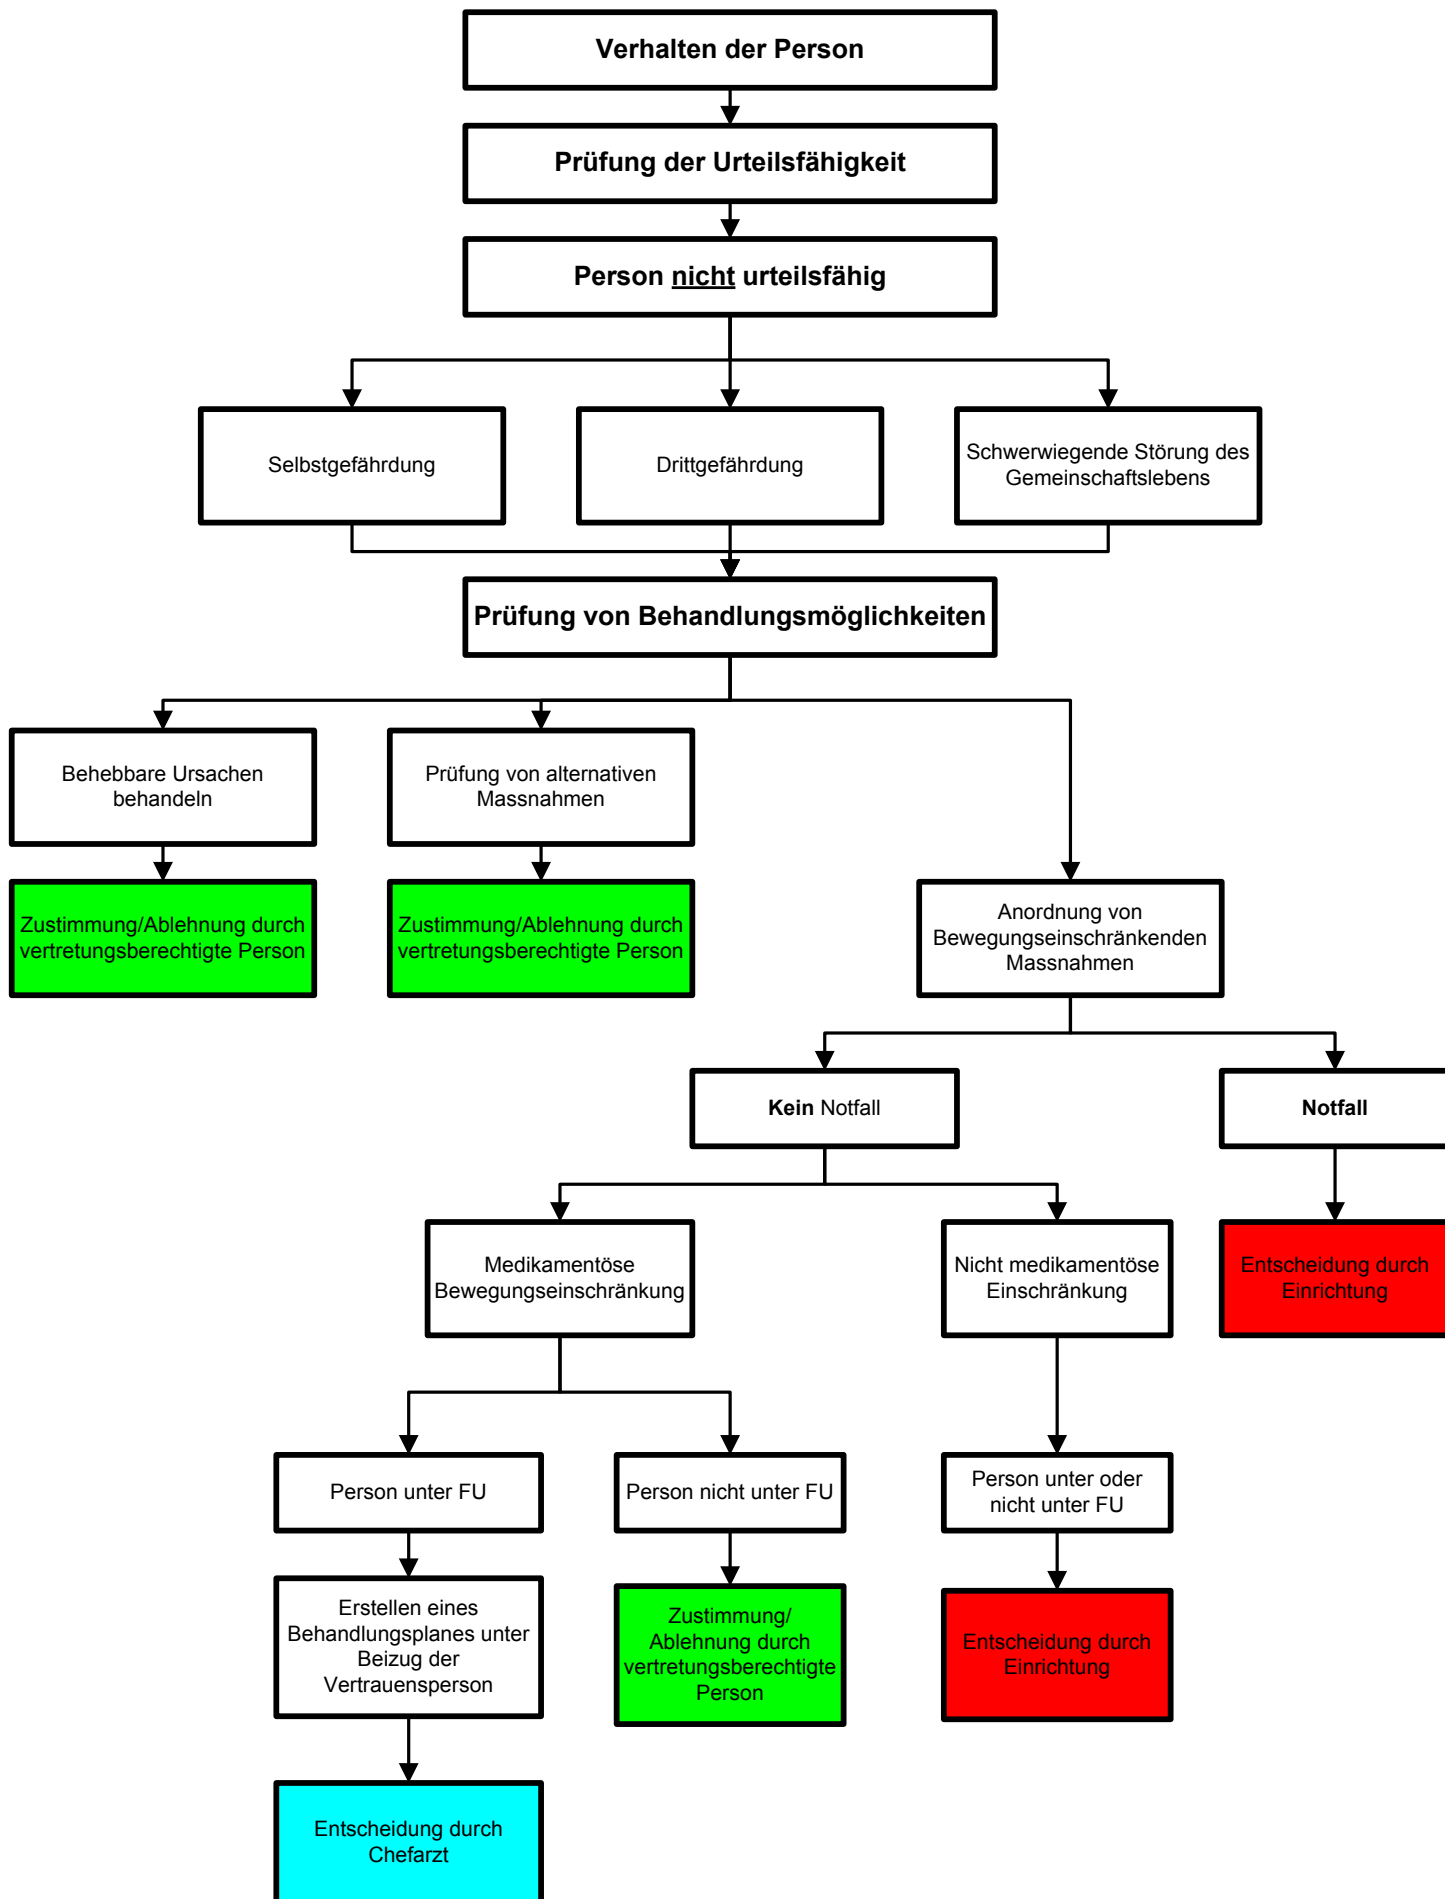 Verhalten der Person
Prüfung der Urteilsfähigkeit
Person nicht urteilsfähig
Selbstgefährdung
Drittgefährdung
Schwerwiegende Störung des
Gemeinschaftslebens
Prüfung von Behandlungsmöglichkeiten
Behebbare Ursachen
behandeln
Prüfung von alternativen
Massnahmen
Zustimmung/Ablehnung durch
vertretungsberechtigte Person
Zustimmung/Ablehnung durch
vertretungsberechtigte Person
Anordnung von
Bewegungseinschränkenden
Massnahmen
Kein Notfall
Notfall
Medikamentöse
Bewegungseinschränkung
Nicht medikamentöse
Einschränkung
Entscheidung durch
Einrichtung
Person unter FU
Person nicht unter FU
Person unter oder
nicht unter FU
Erstellen eines
Behandlungsplanes unter
Beizug der
Vertrauensperson
Zustimmung/
Ablehnung durch
vertretungsberechtigte
Person
Entscheidung durch
Einrichtung
Entscheidung durch
Chefarzt